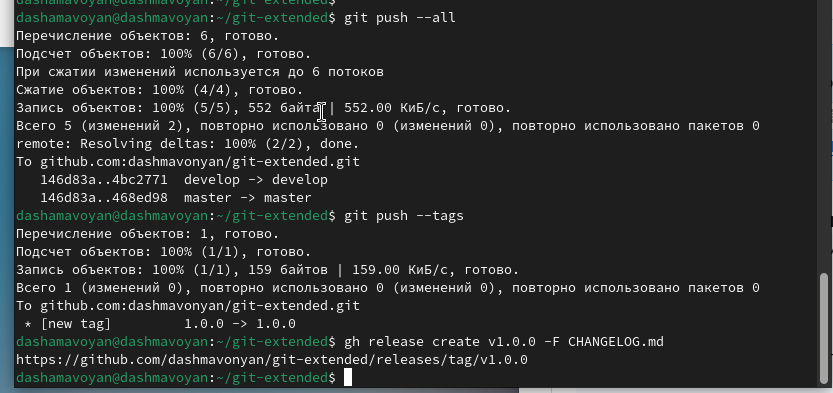 dashamavoyan@dashmavoyan:~/git-extended$ git push --all
Перечисление объектов: 6, готово.
Подсчет объектов: 100% (6/6), готово.
При сжатии изменений используется до 6 потоков
Сжатие объектов: 100% (4/4), готово.
Запись объектов: 100% (5/5), 552 байта | 552.00 КиБ/с, готово.
Всего 5 (изменений 2), повторно использовано 0 (изменений 0), повторно использовано пакетов 0
remote: Resolving deltas: 100% (2/2), done.
To github.com:dashmavonyan/git-extended.git
   146d83a..4bc2771  develop -> develop
   146d83a..468ed98  master -> master
dashamavoyan@dashmavoyan:~/git-extended$ git push --tags
Перечисление объектов: 1, готово.
Подсчет объектов: 100% (1/1), готово.
Запись объектов: 100% (1/1), 159 байтов | 159.00 КиБ/с, готово.
Всего 1 (изменений 0), повторно использовано 0 (изменений 0), повторно использовано пакетов 0
To github.com:dashmavonyan/git-extended.git
 * [new tag]         1.0.0 -> 1.0.0
dashamavoyan@dashmavoyan:~/git-extended$ gh release create v1.0.0 -F CHANGELOG.md
https://github.com/dashmavonyan/git-extended/releases/tag/v1.0.0
dashamavoyan@dashmavoyan:~/git-extended$